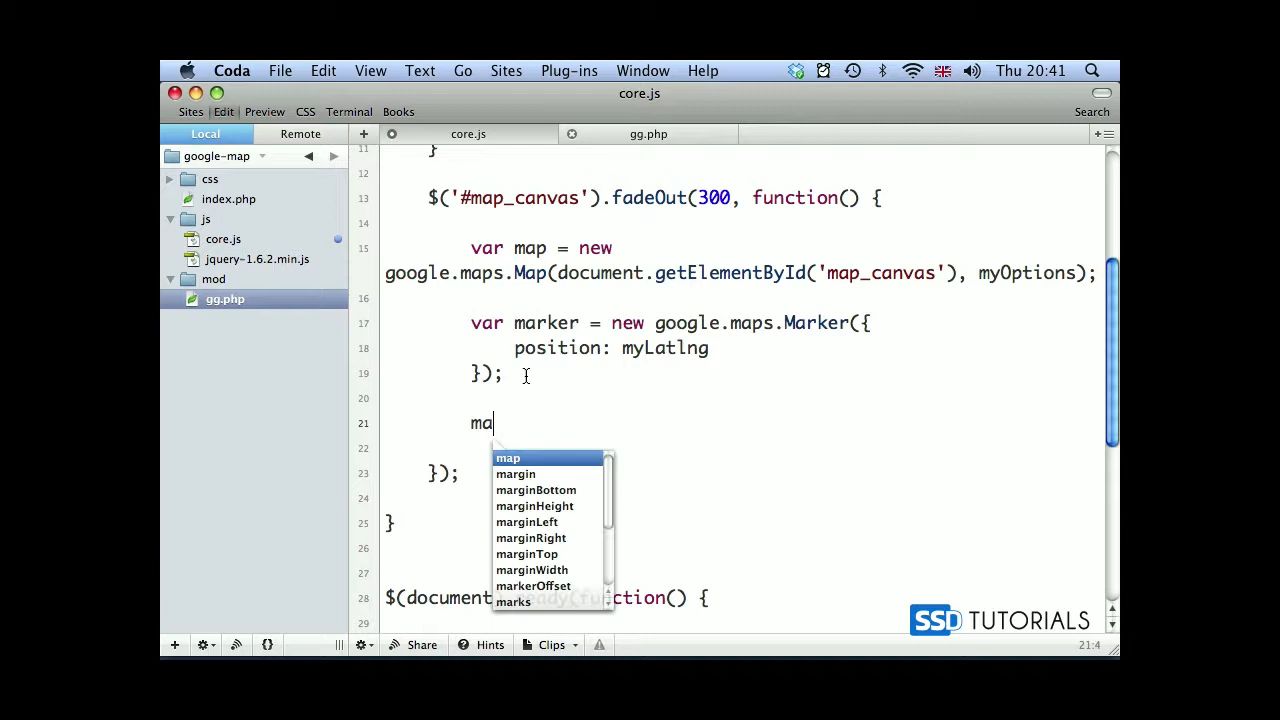 Coda File Edit View Text Go Sites Plug-ins Window Help Thu 20:41
core.js
Sites Edit Preview CSS Terminal Books Search
Local Remote + core.js gg.php
google-map
css
index.php
js
core.js
jquery-1.6.2.min.js
mod
gg.php
11 }
12
13 $('#map_canvas').fadeOut(300, function() {
14
15 var map = new
google.maps.Map(document.getElementById('map_canvas'), myOptions);
16
17 var marker = new google.maps.Marker({
18 position: myLatlng
19 });
20
21 ma
22
map
margin
marginBottom
marginHeight
marginLeft
marginRight
marginTop
marginWidth
markerOffset
marks
23 });
24
25 }
26
27
28 $(document).ready(function() {
29
SSD TUTORIALS
Share Hints Clips 21:4